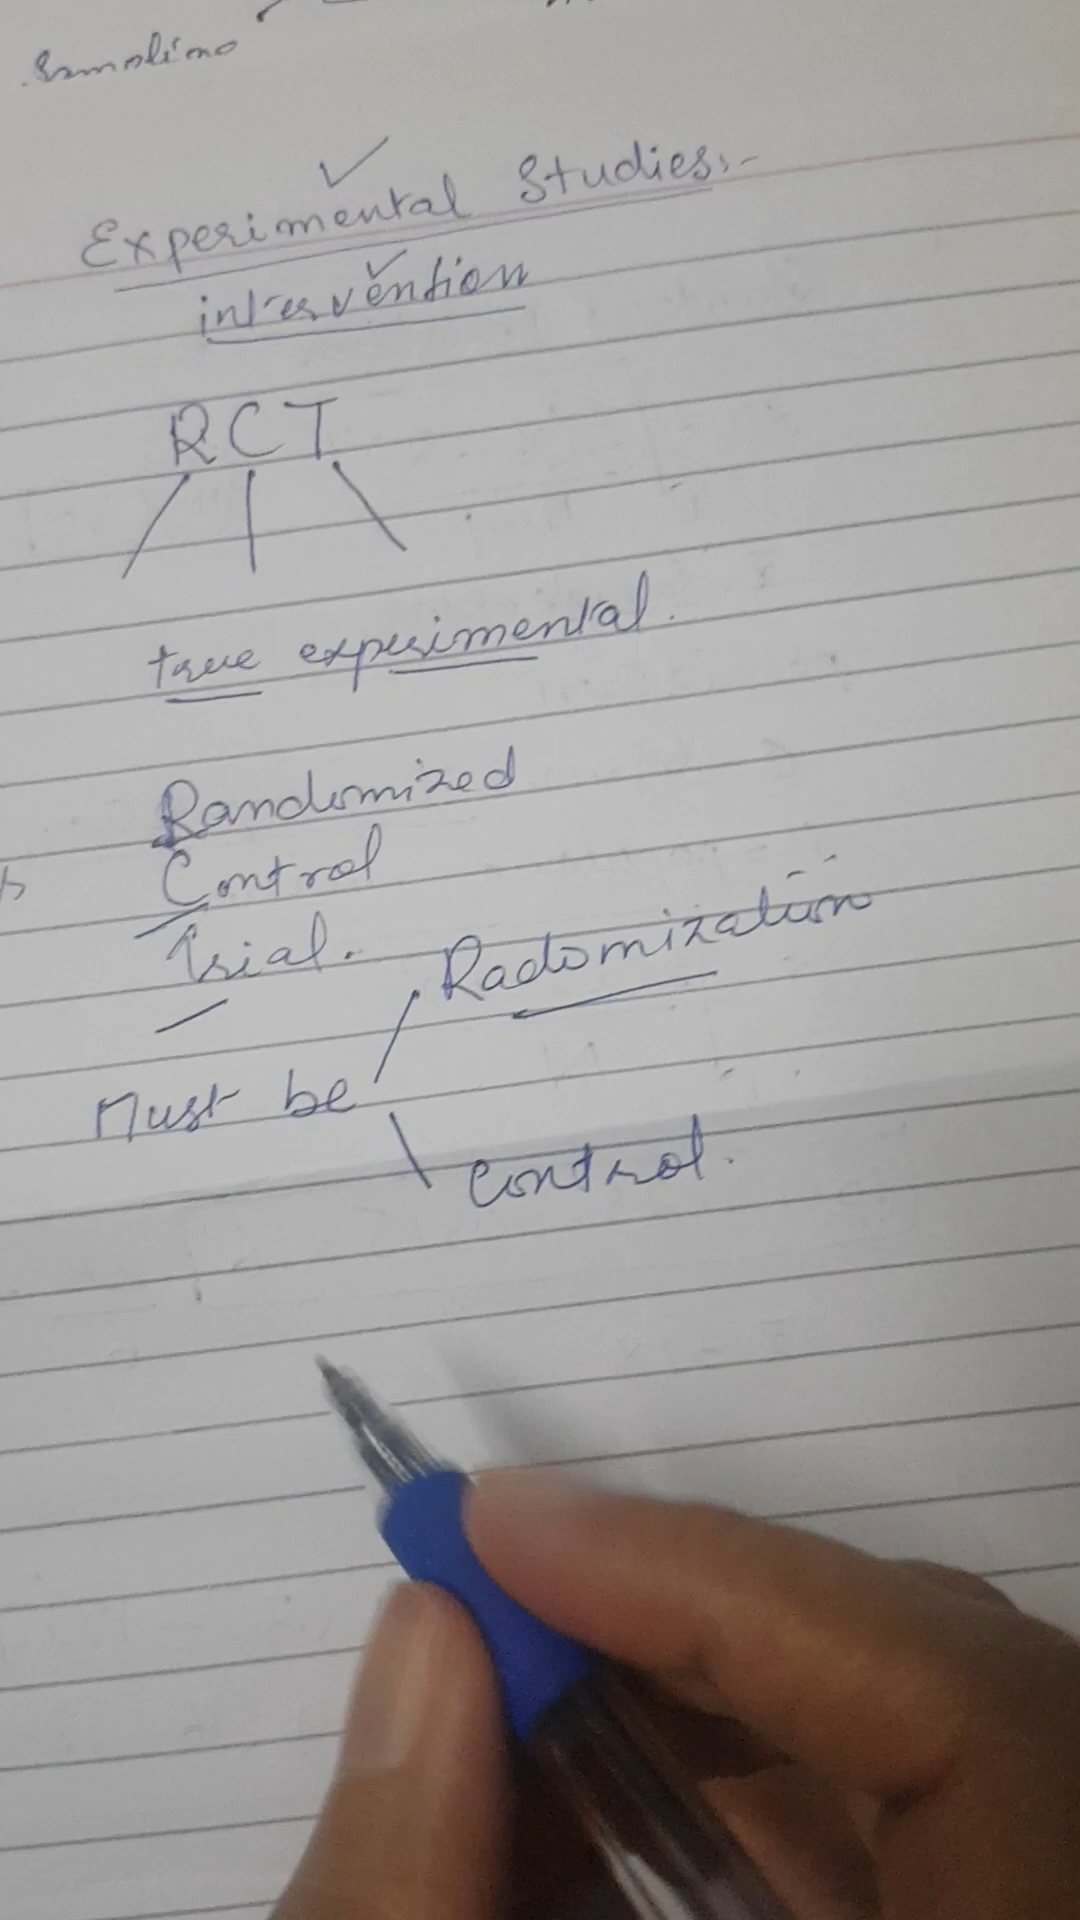 Experimental Studies:-
intervention
RCT
true experimental.
Randomized
Control
Trial.
Radomization
Must be
Control.